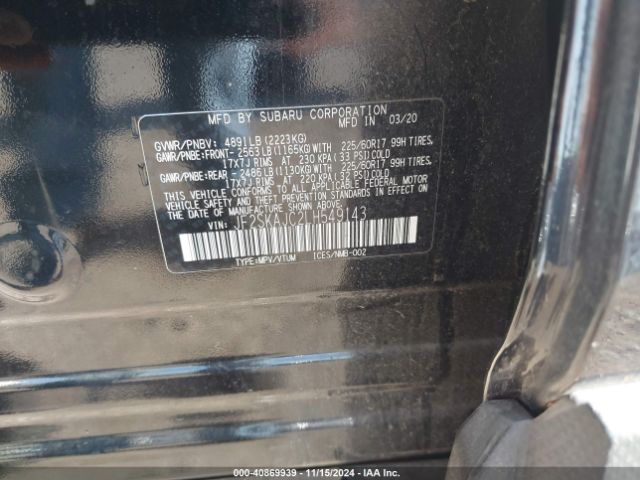 MFD BY SUBARU CORPORATION
MFD IN 03/20
GVWR/PNBV: 4891LB(2223KG)
GAWR/PNBE:FRONT- 2563LB(1165KG)WITH 225/60R17 99H TIRES,
17X7J RIMS AT 230 KPA(33 PSI)COLD
GAWR/PNBE:REAR - 2486LB(1130KG)WITH 225/60R17 99H TIRES,
17X7J RIMS AT 220 KPA(32 PSI)COLD
THIS VEHICLE CONFORMS TO ALL APPLICABLE FEDERAL MOTOR
VEHICLE SAFETY AND THEFT PREVENTION STANDARDS IN EFFECT ON
THE DATE OF MANUFACTURE SHOWN ABOVE.
VIN: JF2SKAJC2LH549143
TYPE:MPV/VTUM ICES/NMB-002
000-40869939 - 11/15/2024 - IAA Inc.